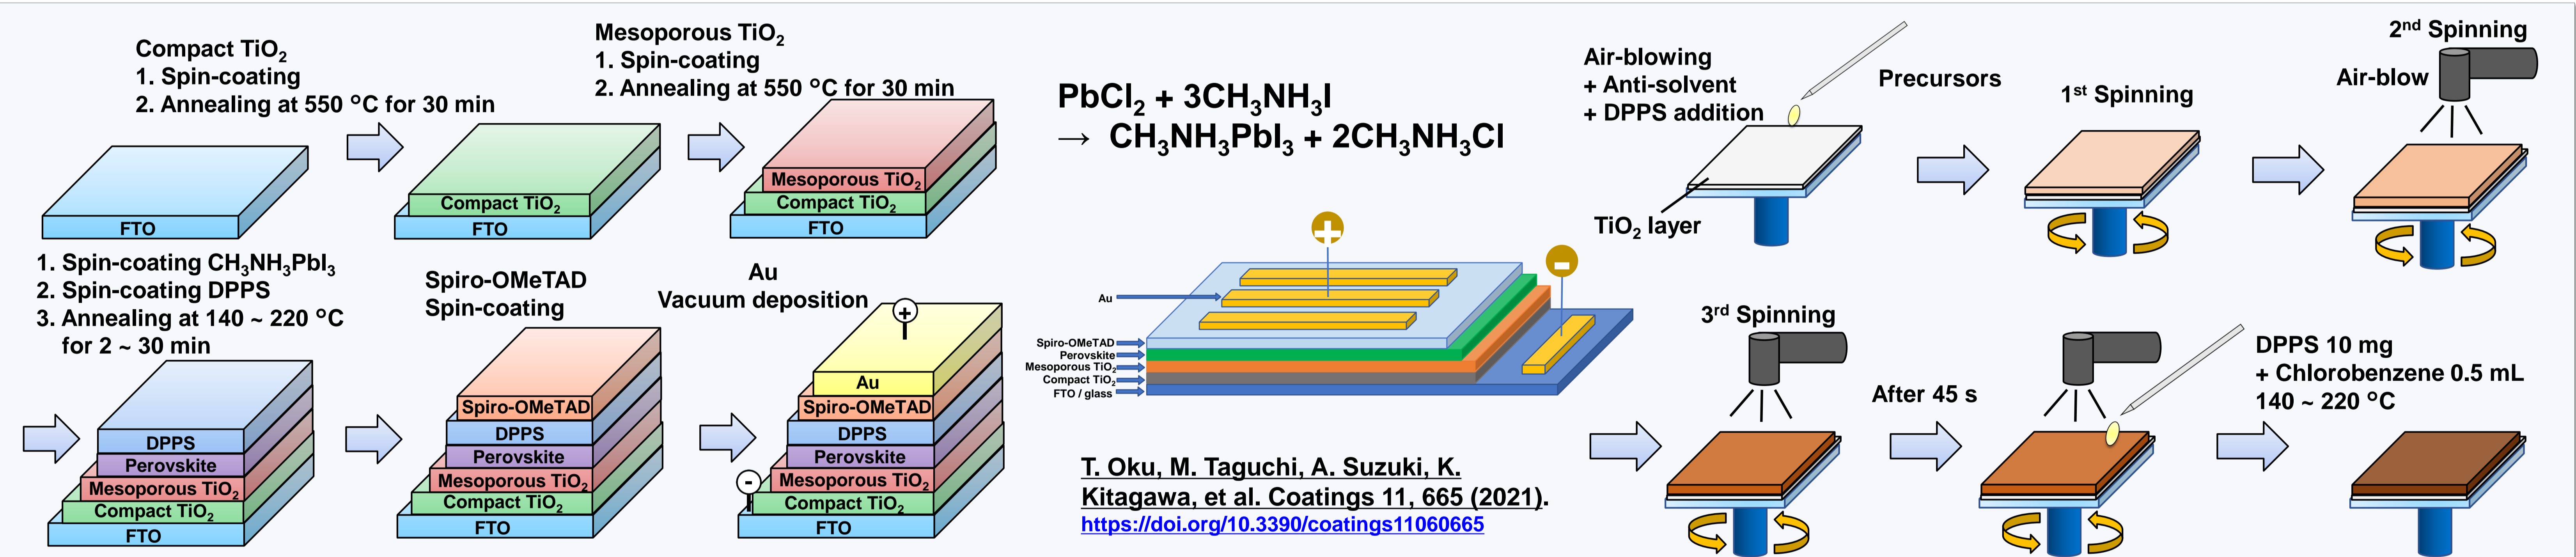 Compact TiO₂
1. Spin-coating
2. Annealing at 550 °C for 30 min
Mesoporous TiO₂
1. Spin-coating
2. Annealing at 550 °C for 30 min
FTO
Compact TiO₂
FTO
Mesoporous TiO₂
Compact TiO₂
FTO
1. Spin-coating CH₃NH₃PbI₃
2. Spin-coating DPPS
3. Annealing at 140 ~ 220 °C
for 2 ~ 30 min
Spiro-OMeTAD
Spin-coating
Au
Vacuum deposition
DPPS
Perovskite
Mesoporous TiO₂
Compact TiO₂
FTO
Spiro-OMeTAD
DPPS
Perovskite
Mesoporous TiO₂
Compact TiO₂
FTO
+
Au
Spiro-OMeTAD
DPPS
Perovskite
Mesoporous TiO₂
-
Compact TiO₂
FTO
PbCl₂ + 3CH₃NH₃I
→ CH₃NH₃PbI₃ + 2CH₃NH₃Cl
+
-
Au
Spiro-OMeTAD
Perovskite
Mesoporous TiO₂
Compact TiO₂
FTO / glass
T. Oku, M. Taguchi, A. Suzuki, K.
Kitagawa, et al. Coatings 11, 665 (2021).
https://doi.org/10.3390/coatings11060665
Air-blowing
+ Anti-solvent
+ DPPS addition
Precursors
TiO₂ layer
1st Spinning
2nd Spinning
Air-blow
3rd Spinning
After 45 s
DPPS 10 mg
+ Chlorobenzene 0.5 mL
140 ~ 220 °C